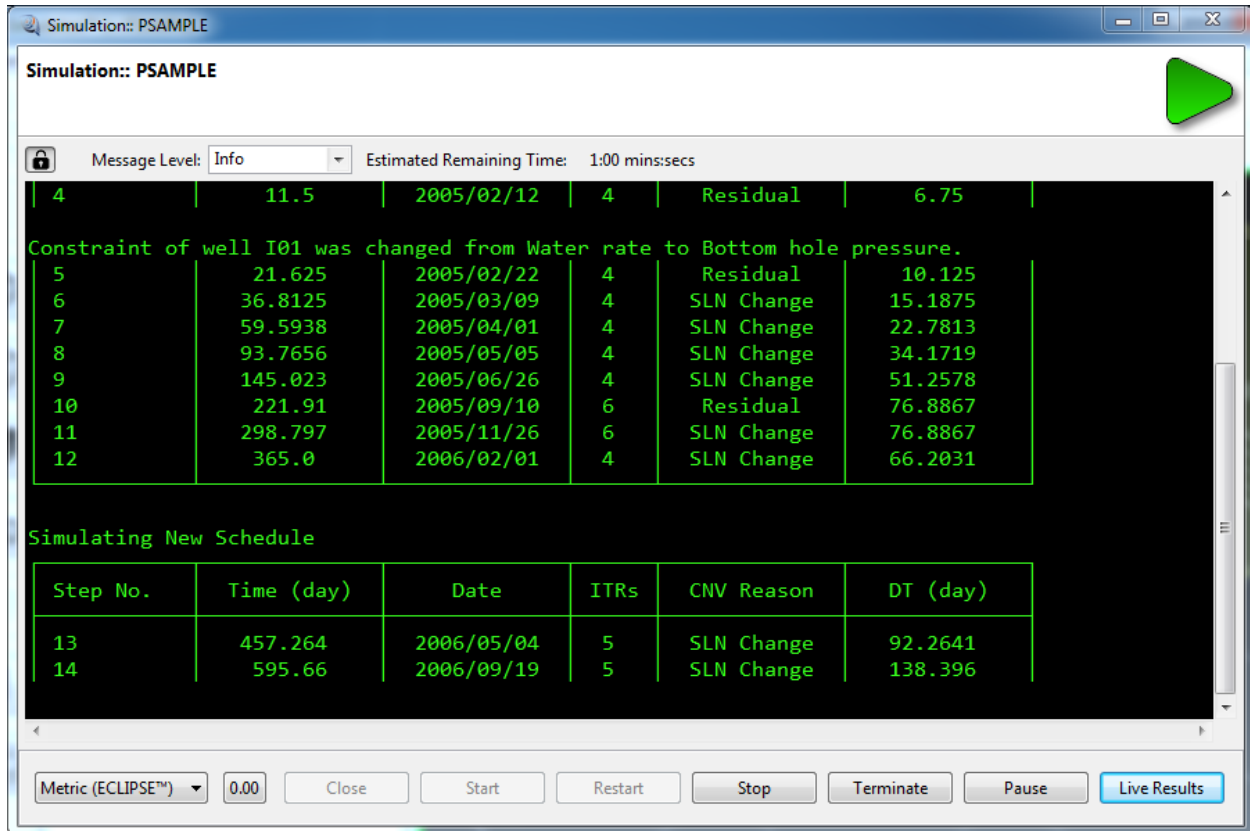 Simulation:: PSAMPLE
Simulation:: PSAMPLE
Message Level: Info Estimated Remaining Time: 1:00 mins:secs
4 11.5 2005/02/12 4 Residual 6.75
Constraint of well I01 was changed from Water rate to Bottom hole pressure.
5 21.625 2005/02/22 4 Residual 10.125
6 36.8125 2005/03/09 4 SLN Change 15.1875
7 59.5938 2005/04/01 4 SLN Change 22.7813
8 93.7656 2005/05/05 4 SLN Change 34.1719
9 145.023 2005/06/26 4 SLN Change 51.2578
10 221.91 2005/09/10 6 Residual 76.8867
11 298.797 2005/11/26 6 SLN Change 76.8867
12 365.0 2006/02/01 4 SLN Change 66.2031
Simulating New Schedule
Step No. Time (day) Date ITRs CNV Reason DT (day)
13 457.264 2006/05/04 5 SLN Change 92.2641
14 595.66 2006/09/19 5 SLN Change 138.396
Metric (ECLIPSE™) 0.00 Close Start Restart Stop Terminate Pause Live Results